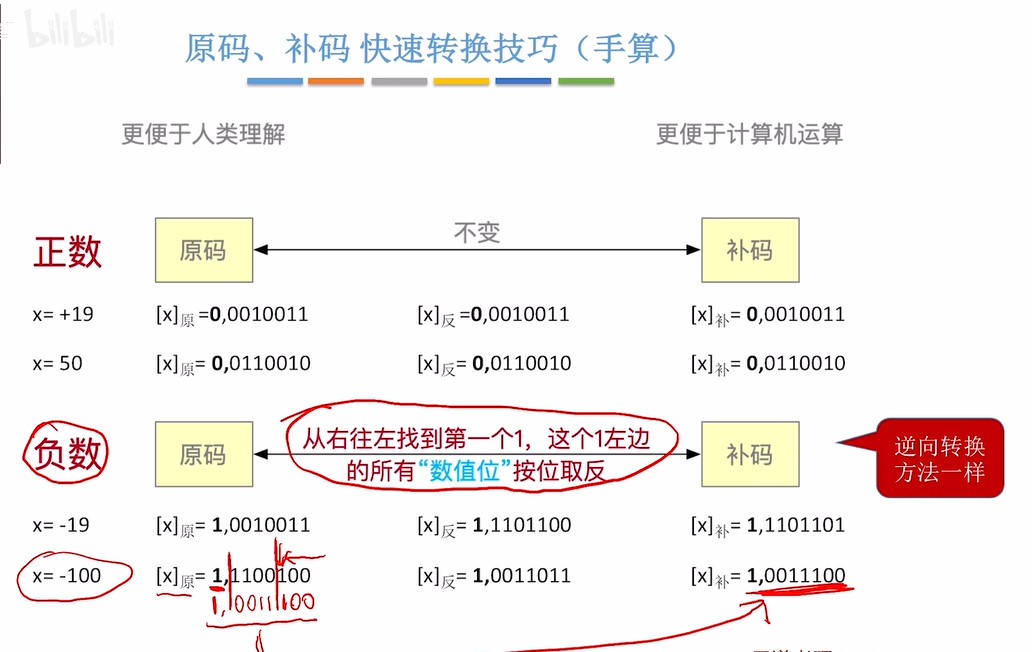 bilibili
原码、补码 快速转换技巧（手算）
更便于人类理解 更便于计算机运算
正数 原码 不变 补码
x= +19 [x]原 =0,0010011 [x]反 =0,0010011 [x]补= 0,0010011
x= 50 [x]原= 0,0110010 [x]反= 0,0110010 [x]补= 0,0110010
负数 原码 从右往左找到第一个1，这个1左边 补码 逆向转换
的所有“数值位”按位取反 方法一样
x= -19 [x]原= 1,0010011 [x]反= 1,1101100 [x]补= 1,1101101
x= -100 [x]原= 1,1100100 [x]反= 1,0011011 [x]补= 1,0011100
1,0011100